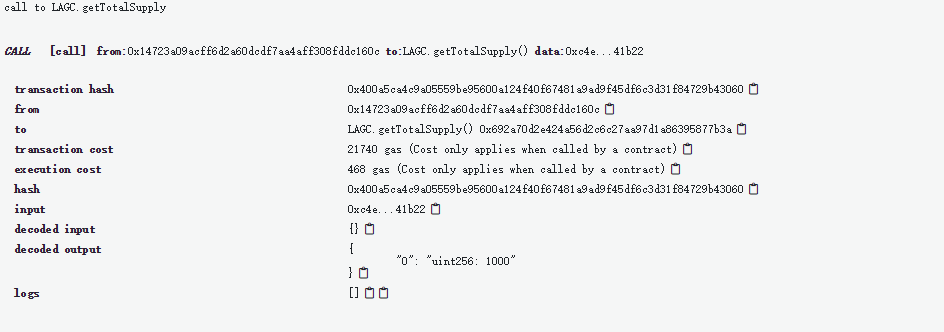 call to LAGC.getTotalSupply
CALL [call] from:0x14723a09acff6d2a60dcdf7aa4aff308fddc160c to:LAGC.getTotalSupply() data:0xc4e...41b22
transaction hash 0x400a5ca4c9a05559be95600a124f40f67481a9ad9f45df6c3d31f84729b43060
from 0x14723a09acff6d2a60dcdf7aa4aff308fddc160c
to LAGC.getTotalSupply() 0x692a70d2e424a56d2c6c27aa97d1a86395877b3a
transaction cost 21740 gas (Cost only applies when called by a contract)
execution cost 468 gas (Cost only applies when called by a contract)
hash 0x400a5ca4c9a05559be95600a124f40f67481a9ad9f45df6c3d31f84729b43060
input 0xc4e...41b22
decoded input {}
decoded output {
"0": "uint256: 1000"
}
logs []